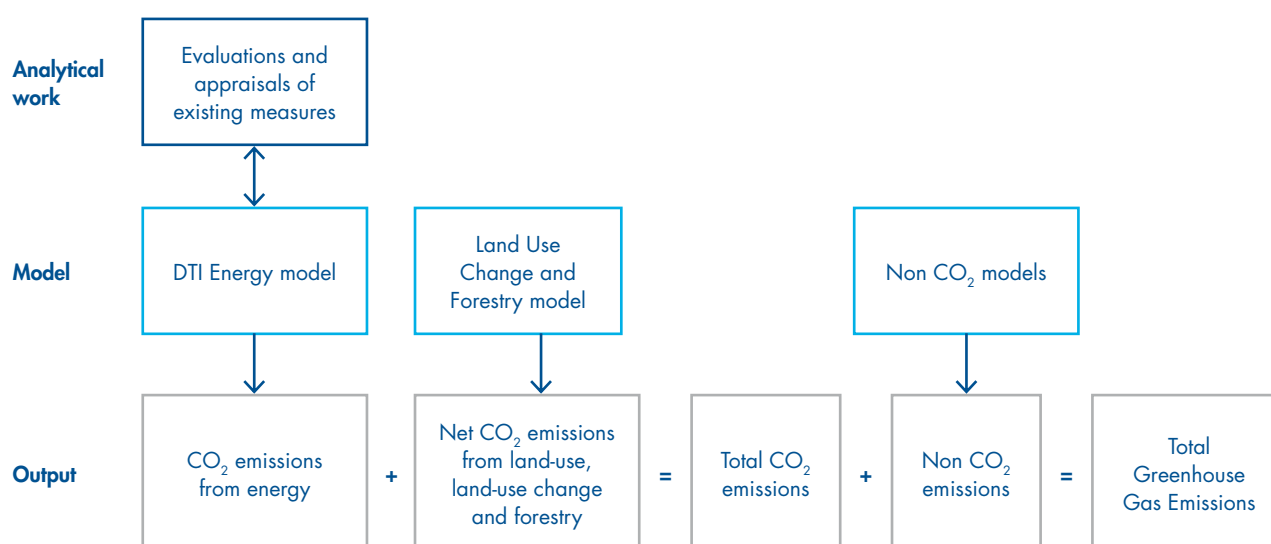 Analytical
work
Evaluations and
appraisals of
existing measures
Model
DTI Energy model
Land Use
Change and
Forestry model
Non CO₂ models
Output
CO₂ emissions
from energy
+
Net CO₂ emissions
from land-use,
land-use change
and forestry
=
Total CO₂
emissions
+
Non CO₂
emissions
=
Total
Greenhouse
Gas Emissions